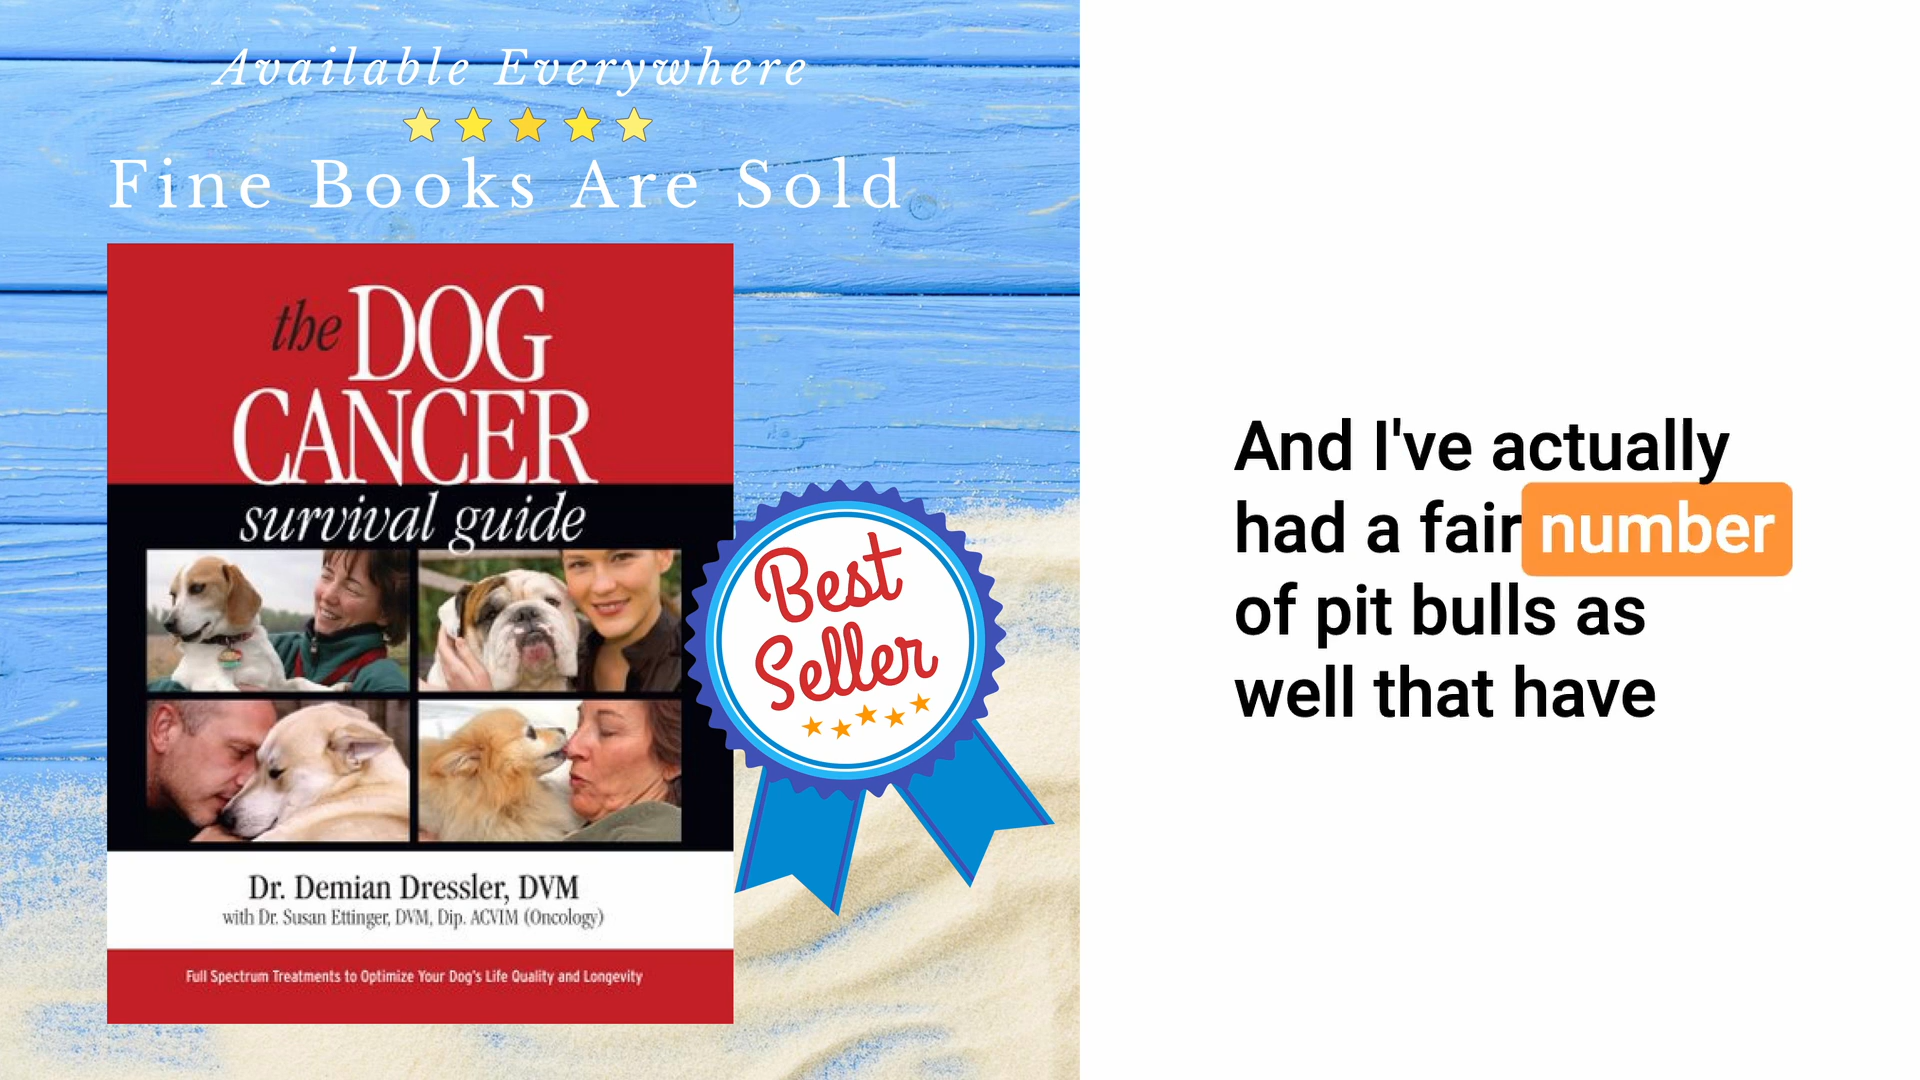 Available Everywhere
Fine Books Are Sold
the DOG
CANCER
survival guide
Best
Seller
Dr. Demian Dressler, DVM
with Dr. Susan Ettinger, DVM, Dip. ACVIM (Oncology)
Full Spectrum Treatments to Optimize Your Dog's Life Quality and Longevity
And I've actually
had a fair number
of pit bulls as
well that have